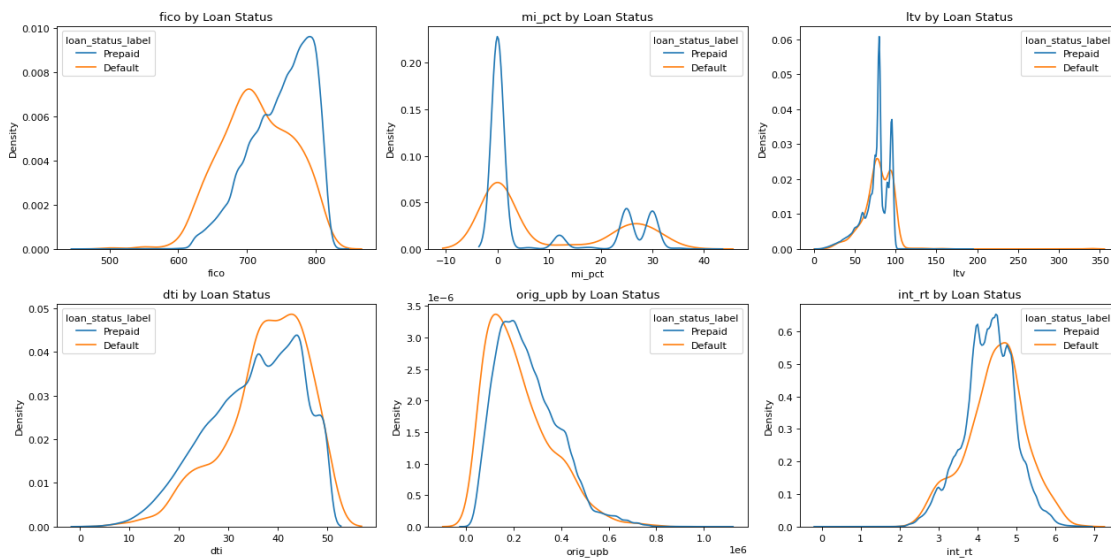 fico by Loan Status
loan_status_label
Prepaid
Default
Density
0.010
0.008
0.006
0.004
0.002
0.000
500
600
700
800
fico
mi_pct by Loan Status
loan_status_label
Prepaid
Default
Density
0.20
0.15
0.10
0.05
0.00
−10
0
10
20
30
40
mi_pct
ltv by Loan Status
loan_status_label
Prepaid
Default
Density
0.06
0.05
0.04
0.03
0.02
0.01
0.00
0
50
100
150
200
250
300
350
ltv
dti by Loan Status
loan_status_label
Prepaid
Default
Density
0.05
0.04
0.03
0.02
0.01
0.00
0
10
20
30
40
50
dti
1e−6
orig_upb by Loan Status
loan_status_label
Prepaid
Default
Density
3.5
3.0
2.5
2.0
1.5
1.0
0.5
0.0
0.0
0.2
0.4
0.6
0.8
1.0
1e6
orig_upb
int_rt by Loan Status
loan_status_label
Prepaid
Default
Density
0.6
0.5
0.4
0.3
0.2
0.1
0.0
0
1
2
3
4
5
6
7
int_rt